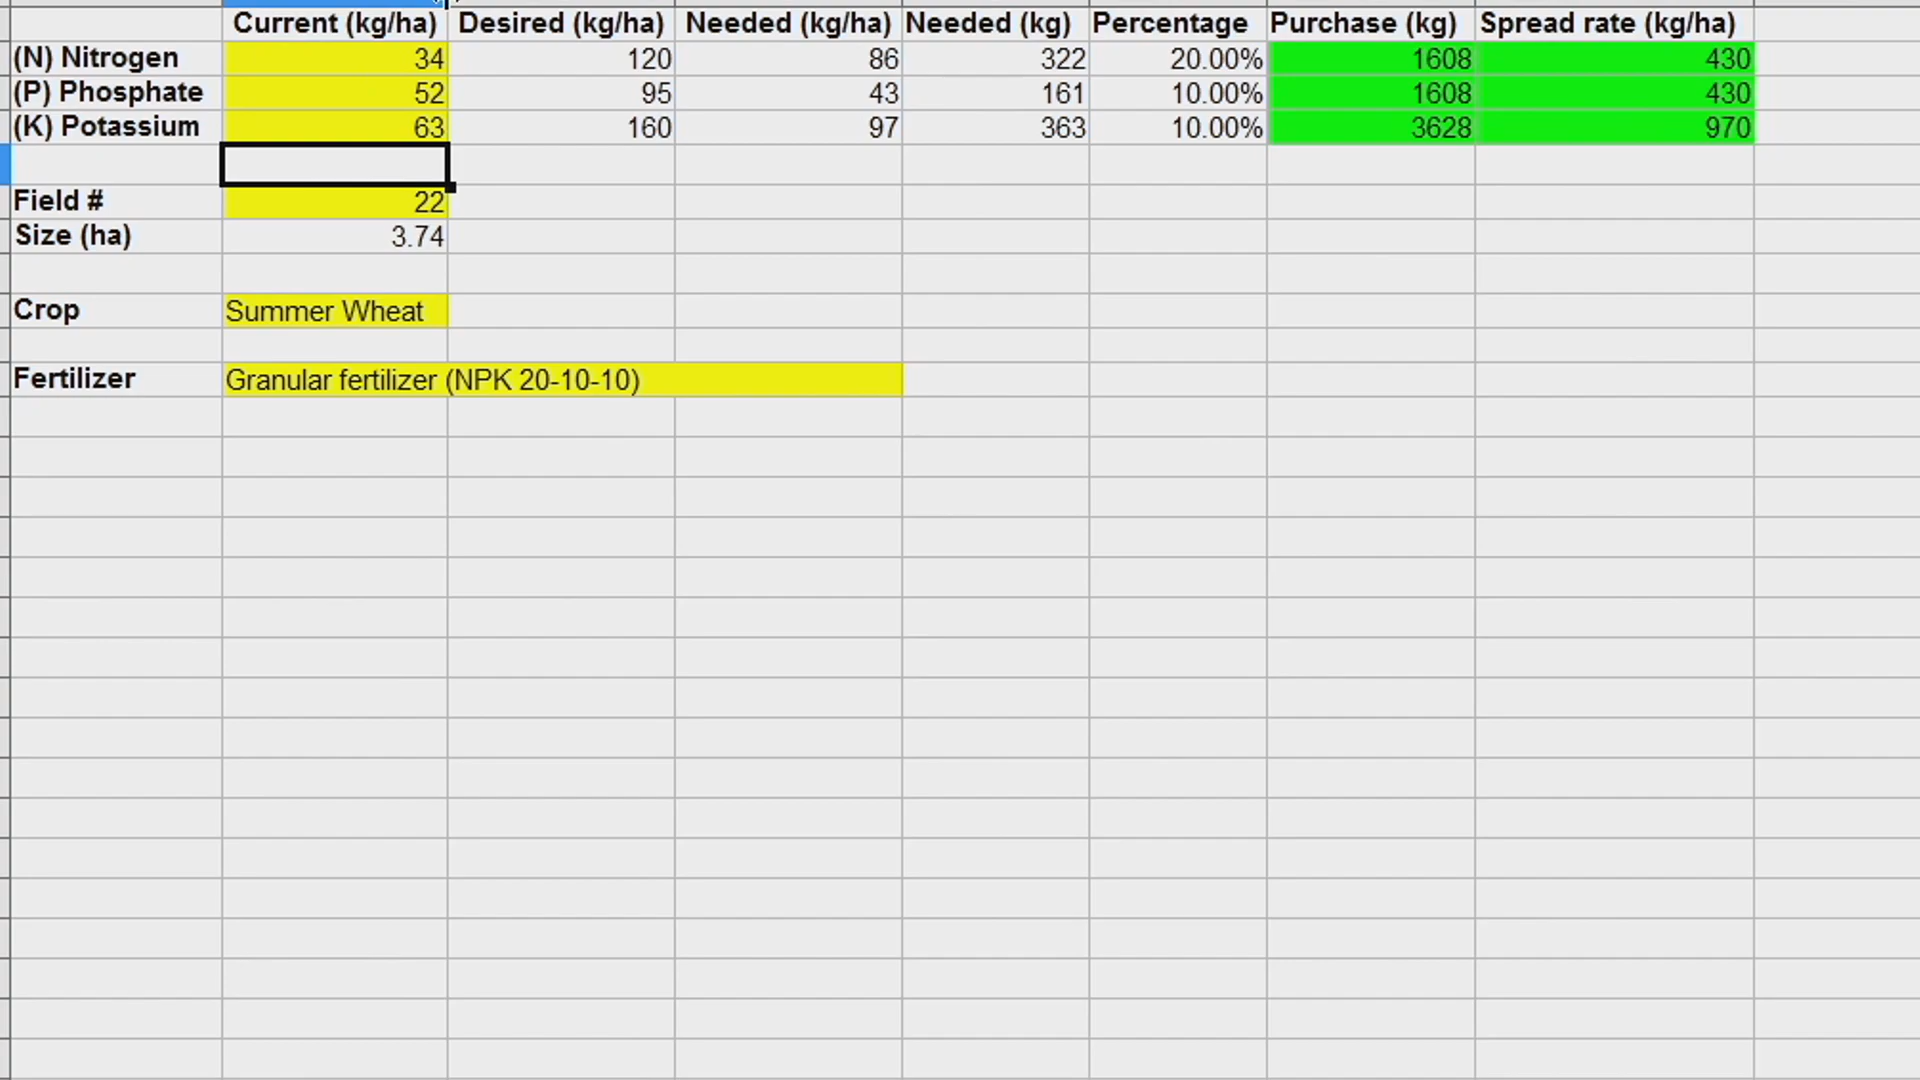 Current (kg/ha) Desired (kg/ha) Needed (kg/ha) Needed (kg) Percentage Purchase (kg) Spread rate (kg/ha)
(N) Nitrogen 34 120 86 322 20.00% 1608 430
(P) Phosphate 52 95 43 161 10.00% 1608 430
(K) Potassium 63 160 97 363 10.00% 3628 970
Field # 22
Size (ha) 3.74
Crop Summer Wheat
Fertilizer Granular fertilizer (NPK 20-10-10)